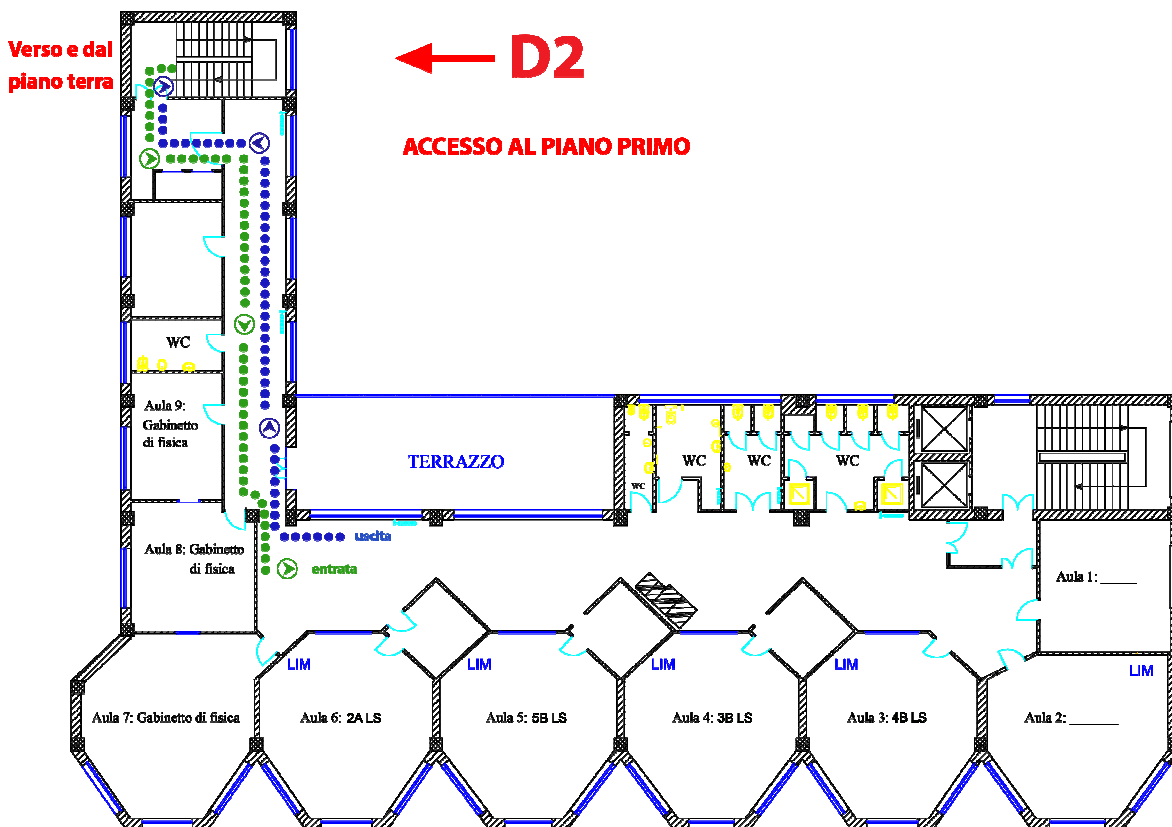 Verso e dal
piano terra
D2
ACCESSO AL PIANO PRIMO
WC
Aula 9:
Gabinetto
di fisica
TERRAZZO
WC
WC
WC
WC
Aula 8: Gabinetto
di fisica
uscita
entrata
Aula 1: _____
LIM
LIM
LIM
LIM
LIM
Aula 7: Gabinetto di fisica
Aula 6: 2A LS
Aula 5: 5B LS
Aula 4: 3B LS
Aula 3: 4B LS
Aula 2: _______